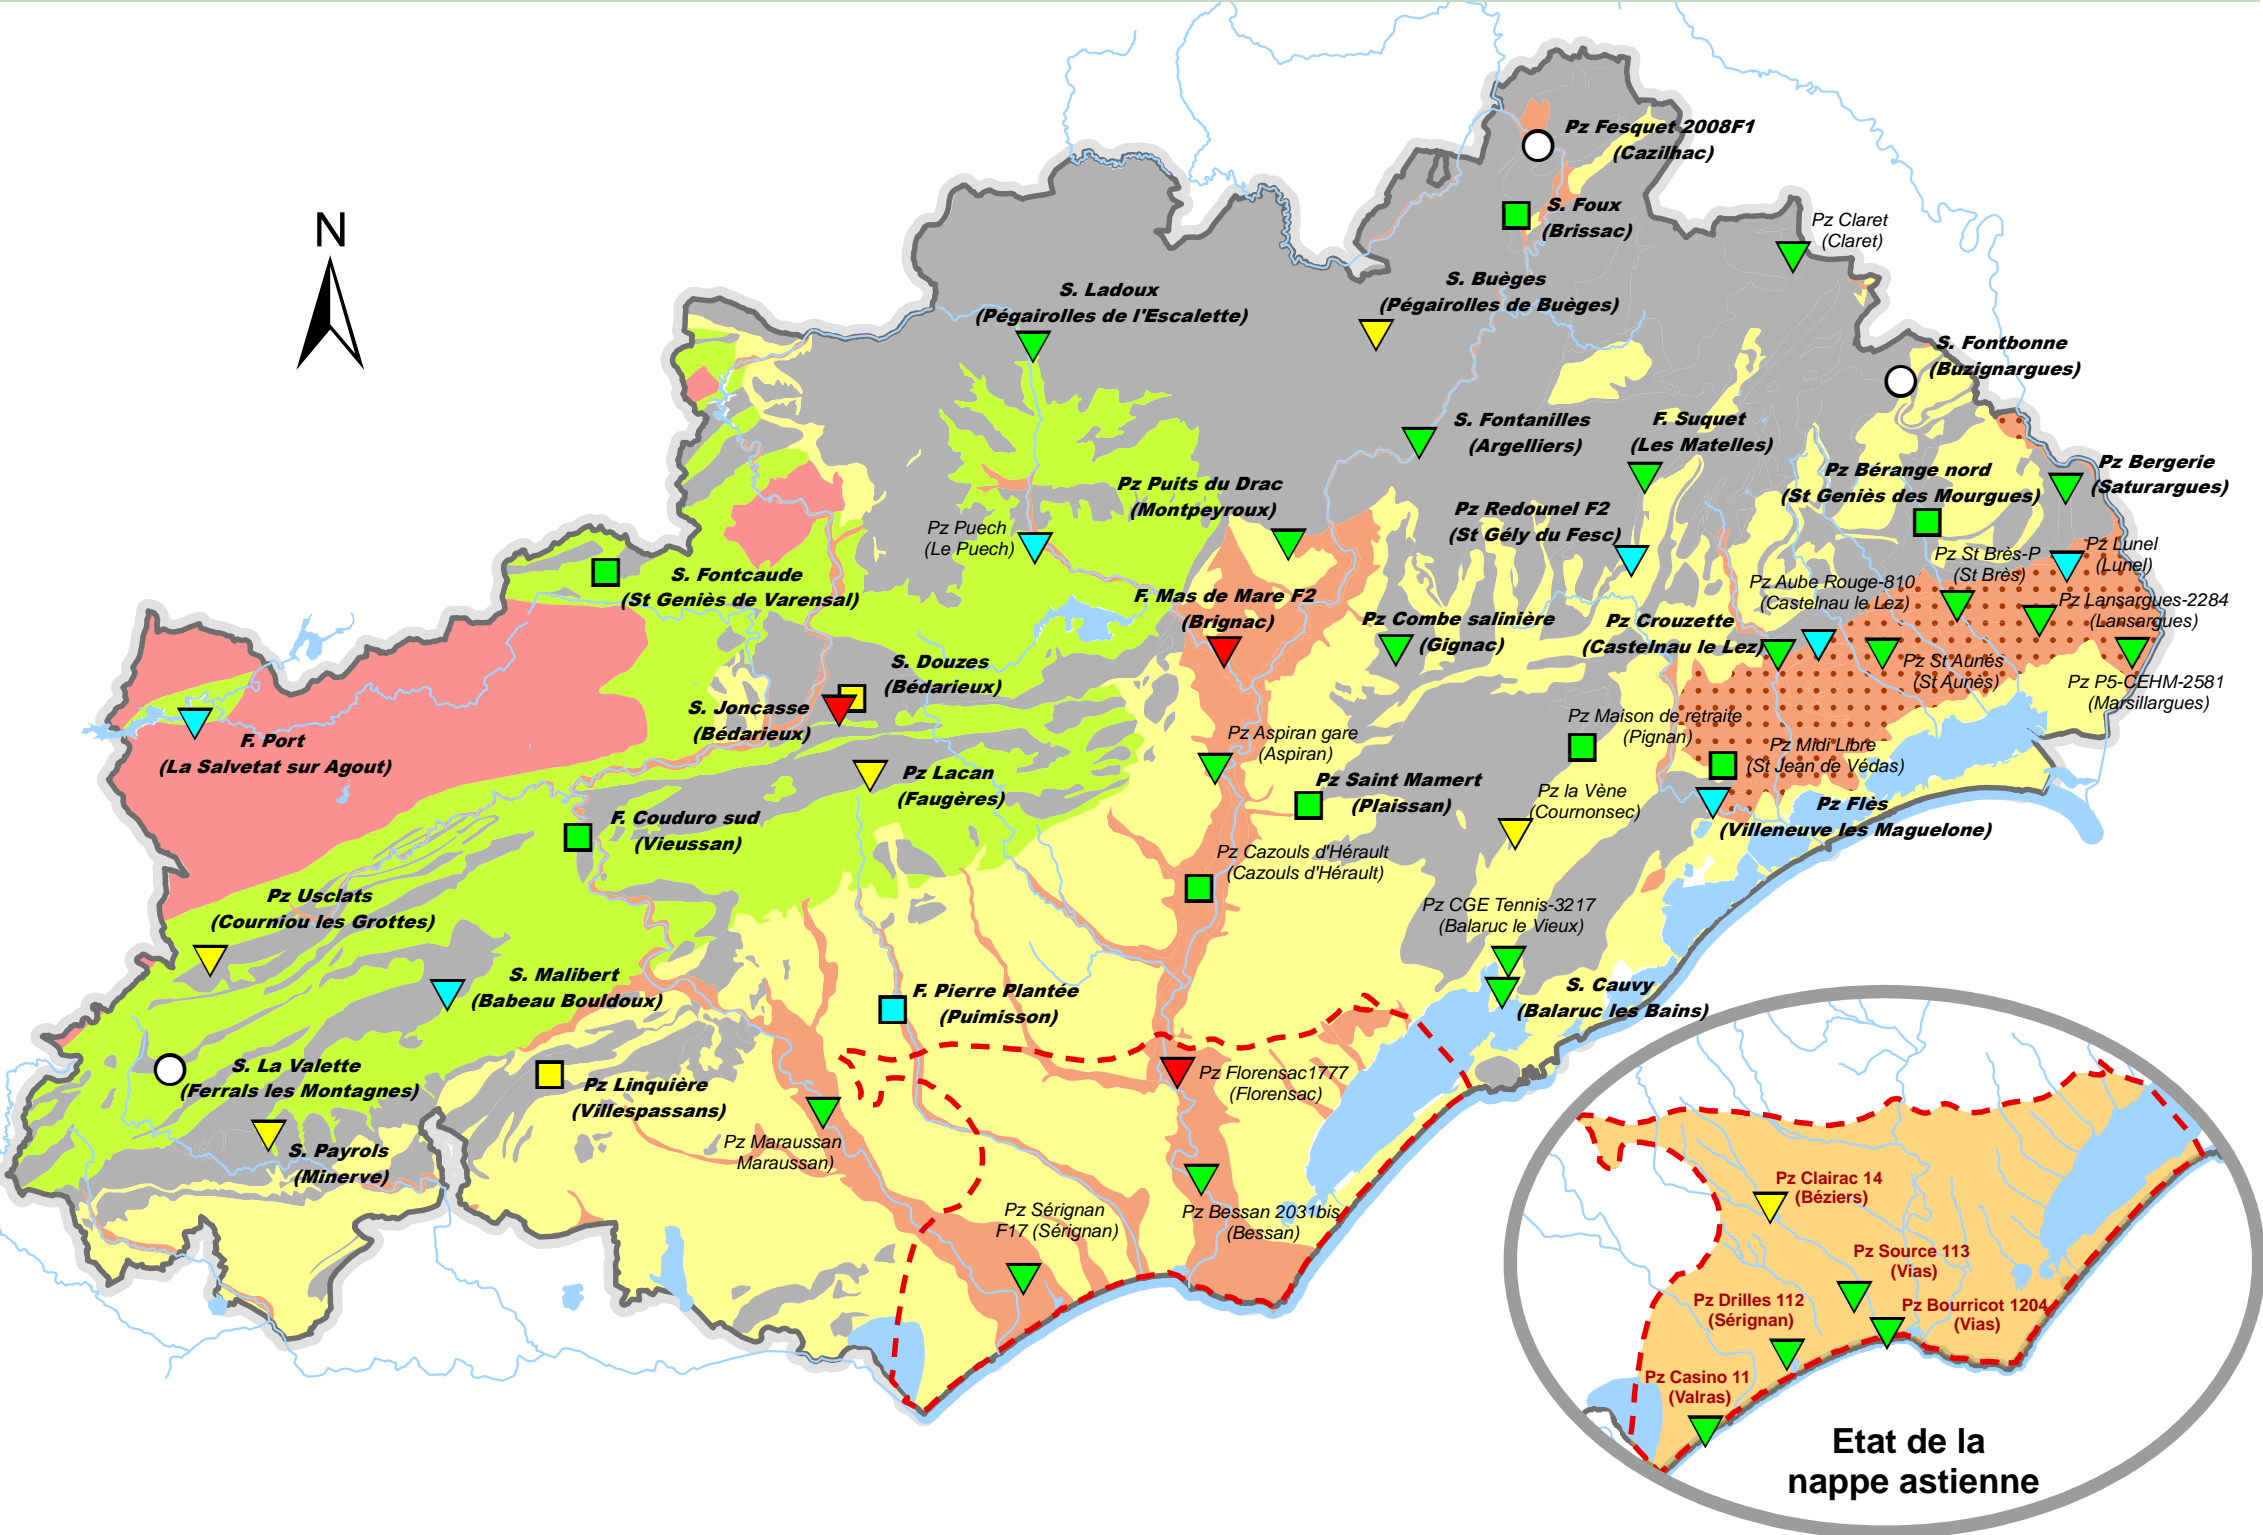 N
Pz Fesquet 2008F1
(Cazilhac)
S. Foux
(Brissac)
Pz Claret
(Claret)
S. Buèges
(Pégairolles de Buèges)
S. Ladoux
(Pégairolles de l'Escalette)
S. Fontbonne
(Buzignargues)
S. Fontanilles
(Argelliers)
F. Suquet
(Les Matelles)
Pz Bérange nord
(St Geniès des Mourgues)
Pz Bergerie
(Saturargues)
Pz Puits du Drac
(Montpeyroux)
Pz Redounel F2
(St Gély du Fesc)
Pz Puech
(Le Puech)
Pz St Brès-P
(St Brès)
Pz Lunel
(Lunel)
S. Fontcaude
(St Geniès de Varensal)
Pz Aube Rouge-810
(Castelnau le Lez)
F. Mas de Mare F2
(Brignac)
Pz Lansargues-2284
(Lansargues)
Pz Combe salinière
(Gignac)
Pz Crouzette
(Castelnau le Lez)
S. Douzes
(Bédarieux)
Pz St Aunés
(St Aunès)
Pz P5-CEHM-2581
(Marsillargues)
S. Joncasse
(Bédarieux)
Pz Maison de retraite
(Pignan)
F. Port
(La Salvetat sur Agout)
Pz Aspiran gare
(Aspiran)
Pz Midi Libre
(St Jean de Védas)
Pz Lacan
(Faugères)
Pz Saint Mamert
(Plaissan)
Pz la Vène
(Cournonsec)
Pz Flès
(Villeneuve les Maguelone)
F. Couduro sud
(Vieussan)
Pz Cazouls d'Hérault
(Cazouls d'Hérault)
Pz Usclats
(Courniou les Grottes)
Pz CGE Tennis-3217
(Balaruc le Vieux)
S. Malibert
(Babeau Bouldoux)
F. Pierre Plantée
(Puimisson)
S. Cauvy
(Balaruc les Bains)
S. La Valette
(Ferrals les Montagnes)
Pz Linquière
(Villespassans)
Pz Florensac1777
(Florensac)
S. Payrols
(Minerve)
Pz Maraussan
Maraussan)
Pz Sérignan
F17 (Sérignan)
Pz Bessan 2031bis
(Bessan)
Pz Clairac 14
(Béziers)
Pz Source 113
(Vias)
Pz Drilles 112
(Sérignan)
Pz Bourricot 1204
(Vias)
Pz Casino 11
(Valras)
Etat de la
nappe astienne